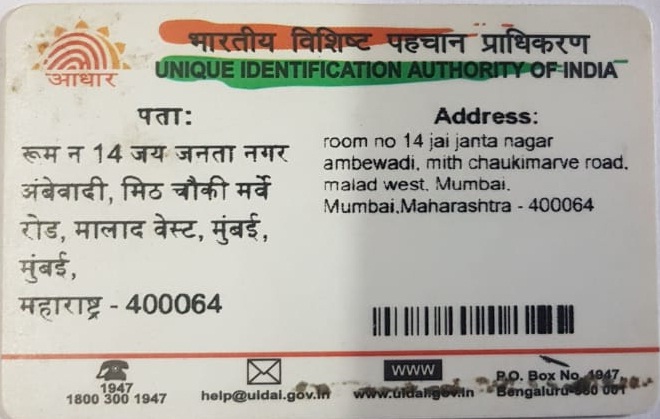 भारतीय विशिष्ट पहचान प्राधिकरण
UNIQUE IDENTIFICATION AUTHORITY OF INDIA
आधार
पता:
रूम न 14 जय जनता नगर
अंबेवादी, मिठ चौकी मर्वे
रोड, मालाद वेस्ट, मुंबई,
मुंबई,
महाराष्ट्र - 400064
Address:
room no 14 jai janta nagar
ambewadi, mith chaukimarve road,
malad west, Mumbai,
Mumbai,Maharashtra - 400064
1947
1800 300 1947
help@uidai.gov.in
www
www.uidai.gov.in
P.O. Box No. 1947,
Bengaluru-560 001